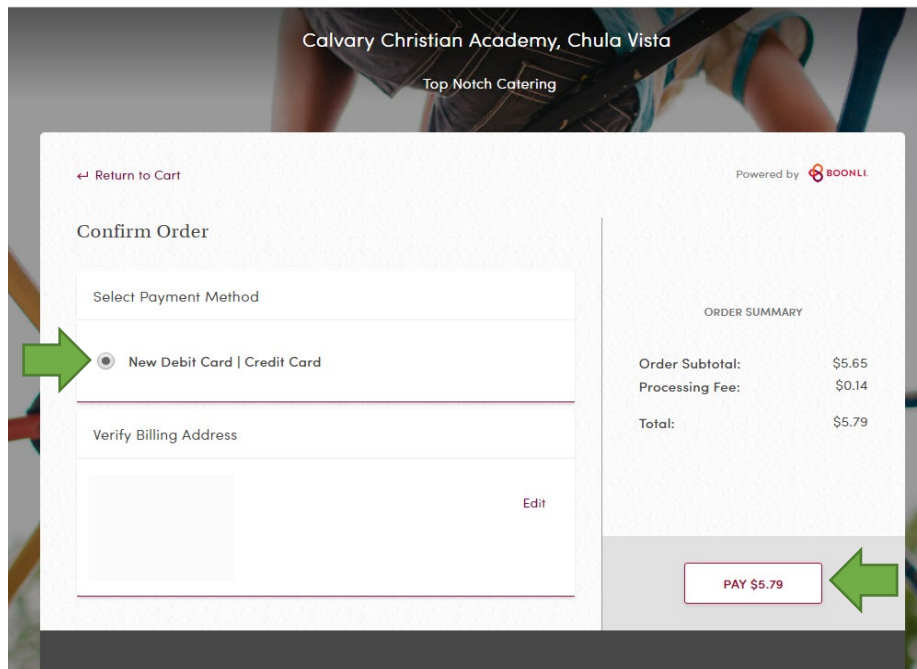 Calvary Christian Academy, Chula Vista
Top Notch Catering
↵ Return to Cart
Powered by BOONLI.
Confirm Order
Select Payment Method
New Debit Card | Credit Card
Verify Billing Address
Edit
ORDER SUMMARY
Order Subtotal: $5.65
Processing Fee: $0.14
Total: $5.79
PAY $5.79